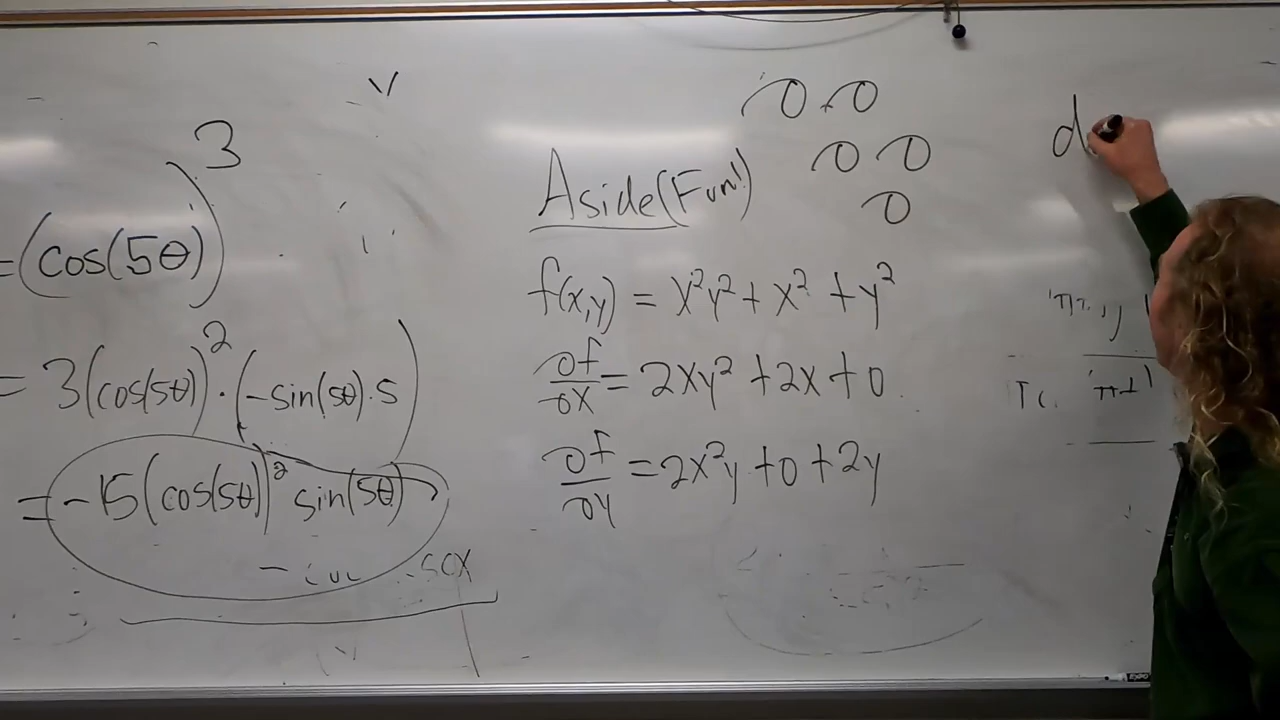 = (cos(5θ))³
= 3(cos(5θ))² · (-sin(5θ)·5)
= -15(cos(5θ))² sin(5θ)
Aside(Fun!)
∂ ∂
∂ ∂
∂
f(x,y) = x²y² + x² + y²
∂f/∂x = 2xy² + 2x + 0
∂f/∂y = 2x²y + 0 + 2y
d